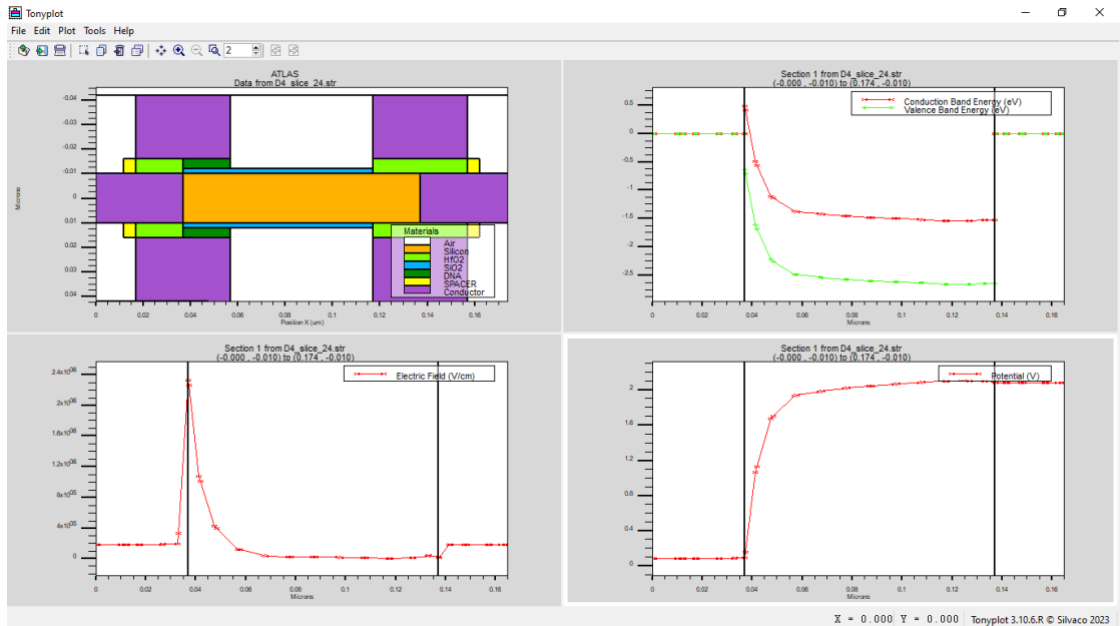 Tonyplot
File Edit Plot Tools Help
2
ATLAS
Data from D4_slice_24.str
-0.04
-0.03
-0.02
-0.01
0
0.01
0.02
0.03
0.04
Microns
0 0.02 0.04 0.06 0.08 0.1 0.12 0.14 0.16
Position X (um)
Materials
Air
Silicon
HfO2
SiO2
DNA
SPACER
Conductor
Section 1 from D4_slice_24.str
(-0.000 , -0.010) to (0.174 , -0.010)
Conduction Band Energy (eV)
Valence Band Energy (eV)
0.5
0
-0.5
-1
-1.5
-2
-2.5
0 0.02 0.04 0.06 0.08 0.1 0.12 0.14 0.16
Microns
Section 1 from D4_slice_24.str
(-0.000 , -0.010) to (0.174 , -0.010)
Electric Field (V/cm)
2.4x10^06
2x10^06
1.6x10^06
1.2x10^06
8x10^05
4x10^05
0
0 0.02 0.04 0.06 0.08 0.1 0.12 0.14 0.16
Microns
Section 1 from D4_slice_24.str
(-0.000 , -0.010) to (0.174 , -0.010)
Potential (V)
2
1.6
1.2
0.8
0.4
0
0 0.02 0.04 0.06 0.08 0.1 0.12 0.14 0.16
Microns
X = 0.000 Y = 0.000 Tonyplot 3.10.6.R © Silvaco 2023